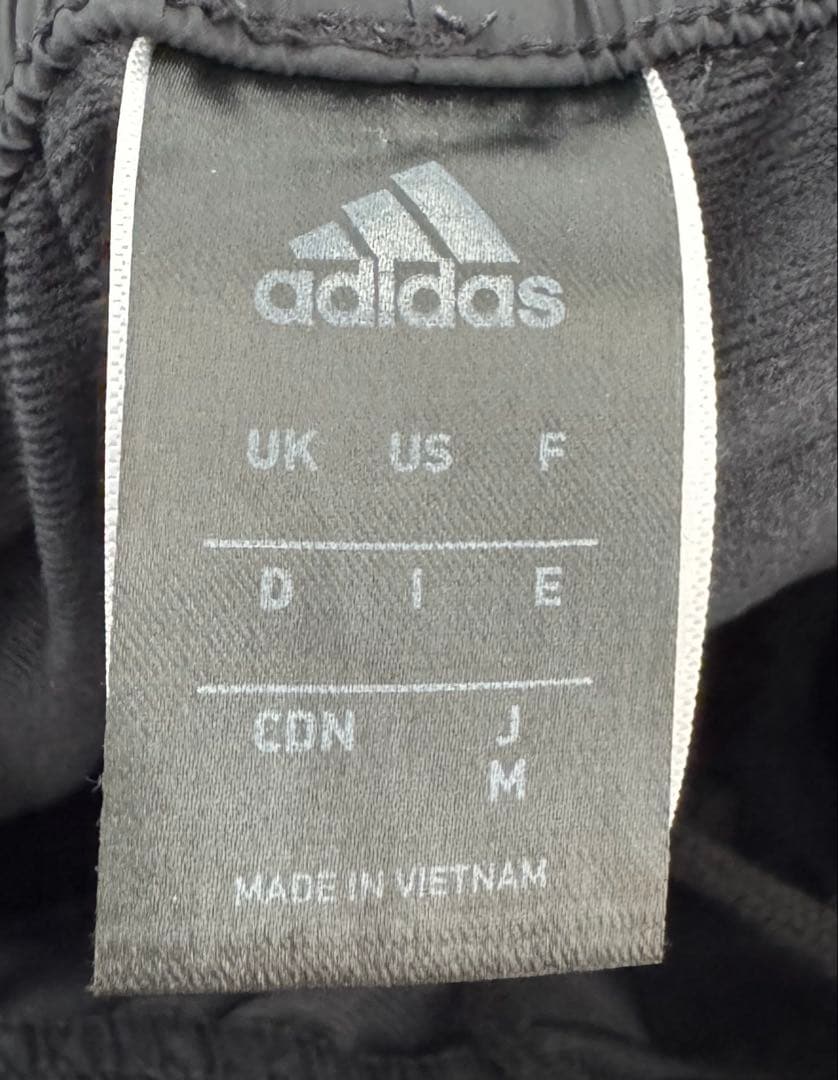 adidas
UK US F
D I E
CDN J
M
MADE IN VIETNAM